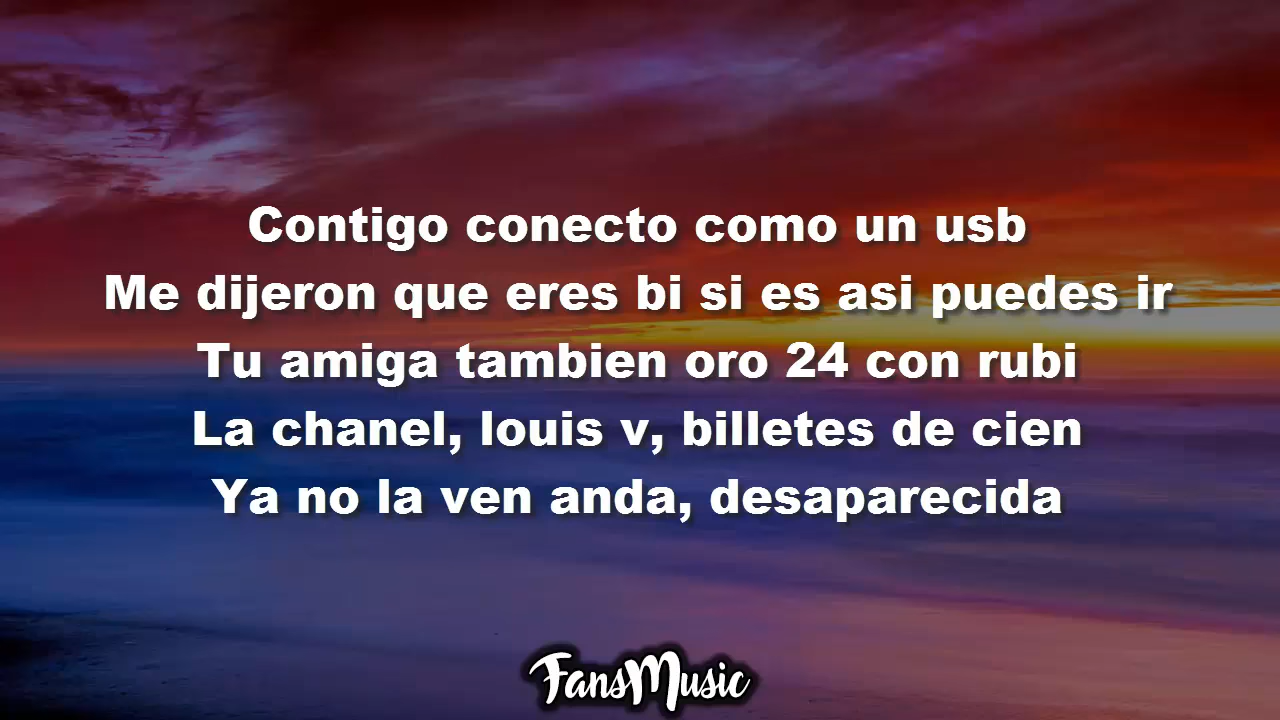 Contigo conecto como un usb
Me dijeron que eres bi si es asi puedes ir
Tu amiga tambien oro 24 con rubi
La chanel, louis v, billetes de cien
Ya no la ven anda, desaparecida
FansMusic